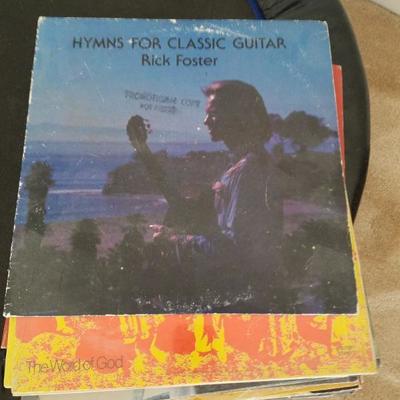 HYMNS FOR CLASSIC GUITAR
Rick Foster
PROMOTIONAL COPY
The Word of God